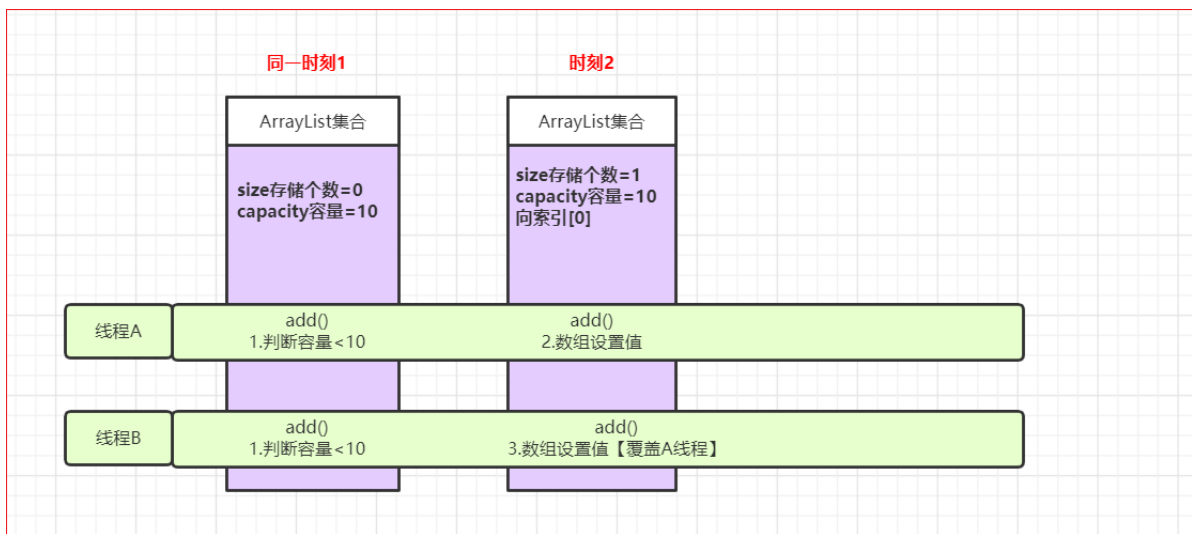 同一时刻1
时刻2
ArrayList集合
ArrayList集合
size存储个数=0
capacity容量=10
size存储个数=1
capacity容量=10
向索引[0]
线程A
add()
1.判断容量<10
add()
2.数组设置值
线程B
add()
1.判断容量<10
add()
3.数组设置值【覆盖A线程】